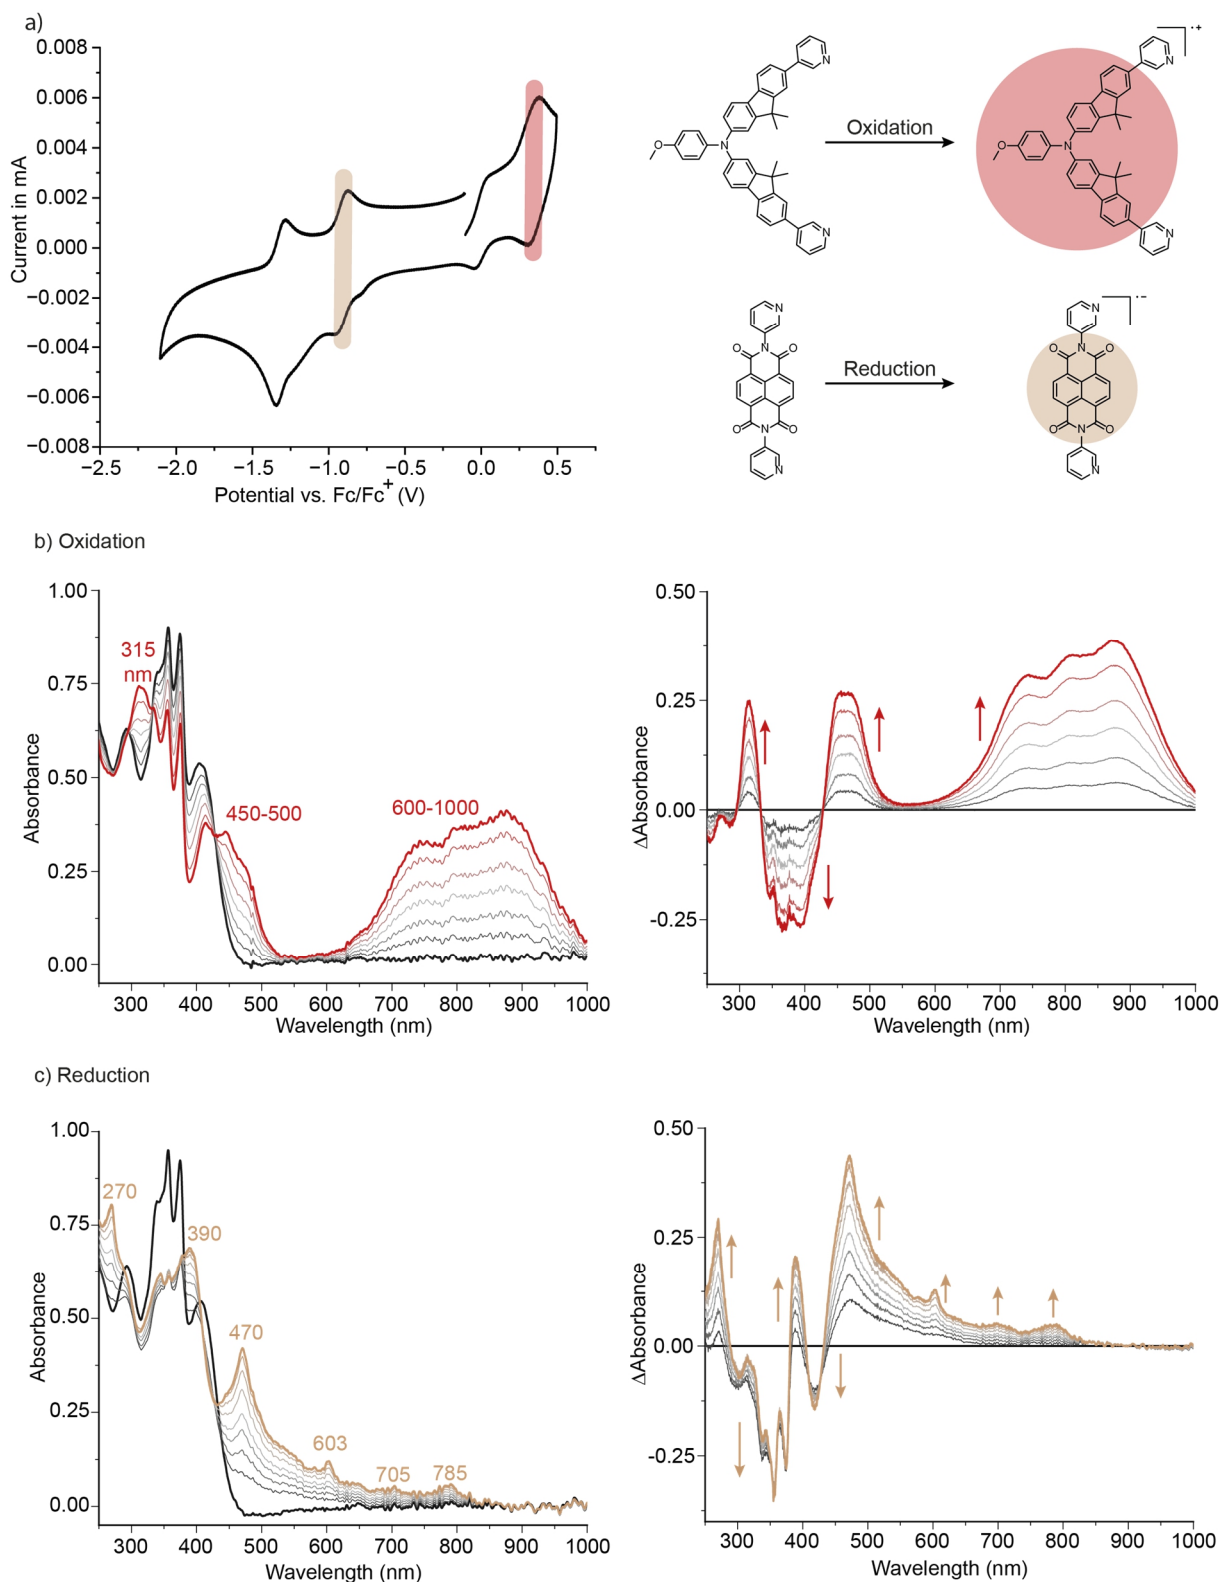 a)
0.008
0.006
0.004
0.002
0.000
−0.002
−0.004
−0.006
−0.008
Current in mA
−2.5 −2.0 −1.5 −1.0 −0.5 0.0 0.5
Potential vs. Fc/Fc+ (V)
N
N
N
O
Oxidation
N
N
N
O
·+
N
O N O
O N O
N
Reduction
N
O N O
O N O
N
·-
b) Oxidation
1.00
0.75
0.50
0.25
0.00
Absorbance
315
nm
450-500
600-1000
300 400 500 600 700 800 900 1000
Wavelength (nm)
0.50
0.25
0.00
-0.25
ΔAbsorbance
300 400 500 600 700 800 900 1000
Wavelength (nm)
c) Reduction
1.00
0.75
0.50
0.25
0.00
Absorbance
270
390
470
603
705
785
300 400 500 600 700 800 900 1000
Wavelength (nm)
0.50
0.25
0.00
-0.25
ΔAbsorbance
300 400 500 600 700 800 900 1000
Wavelength (nm)